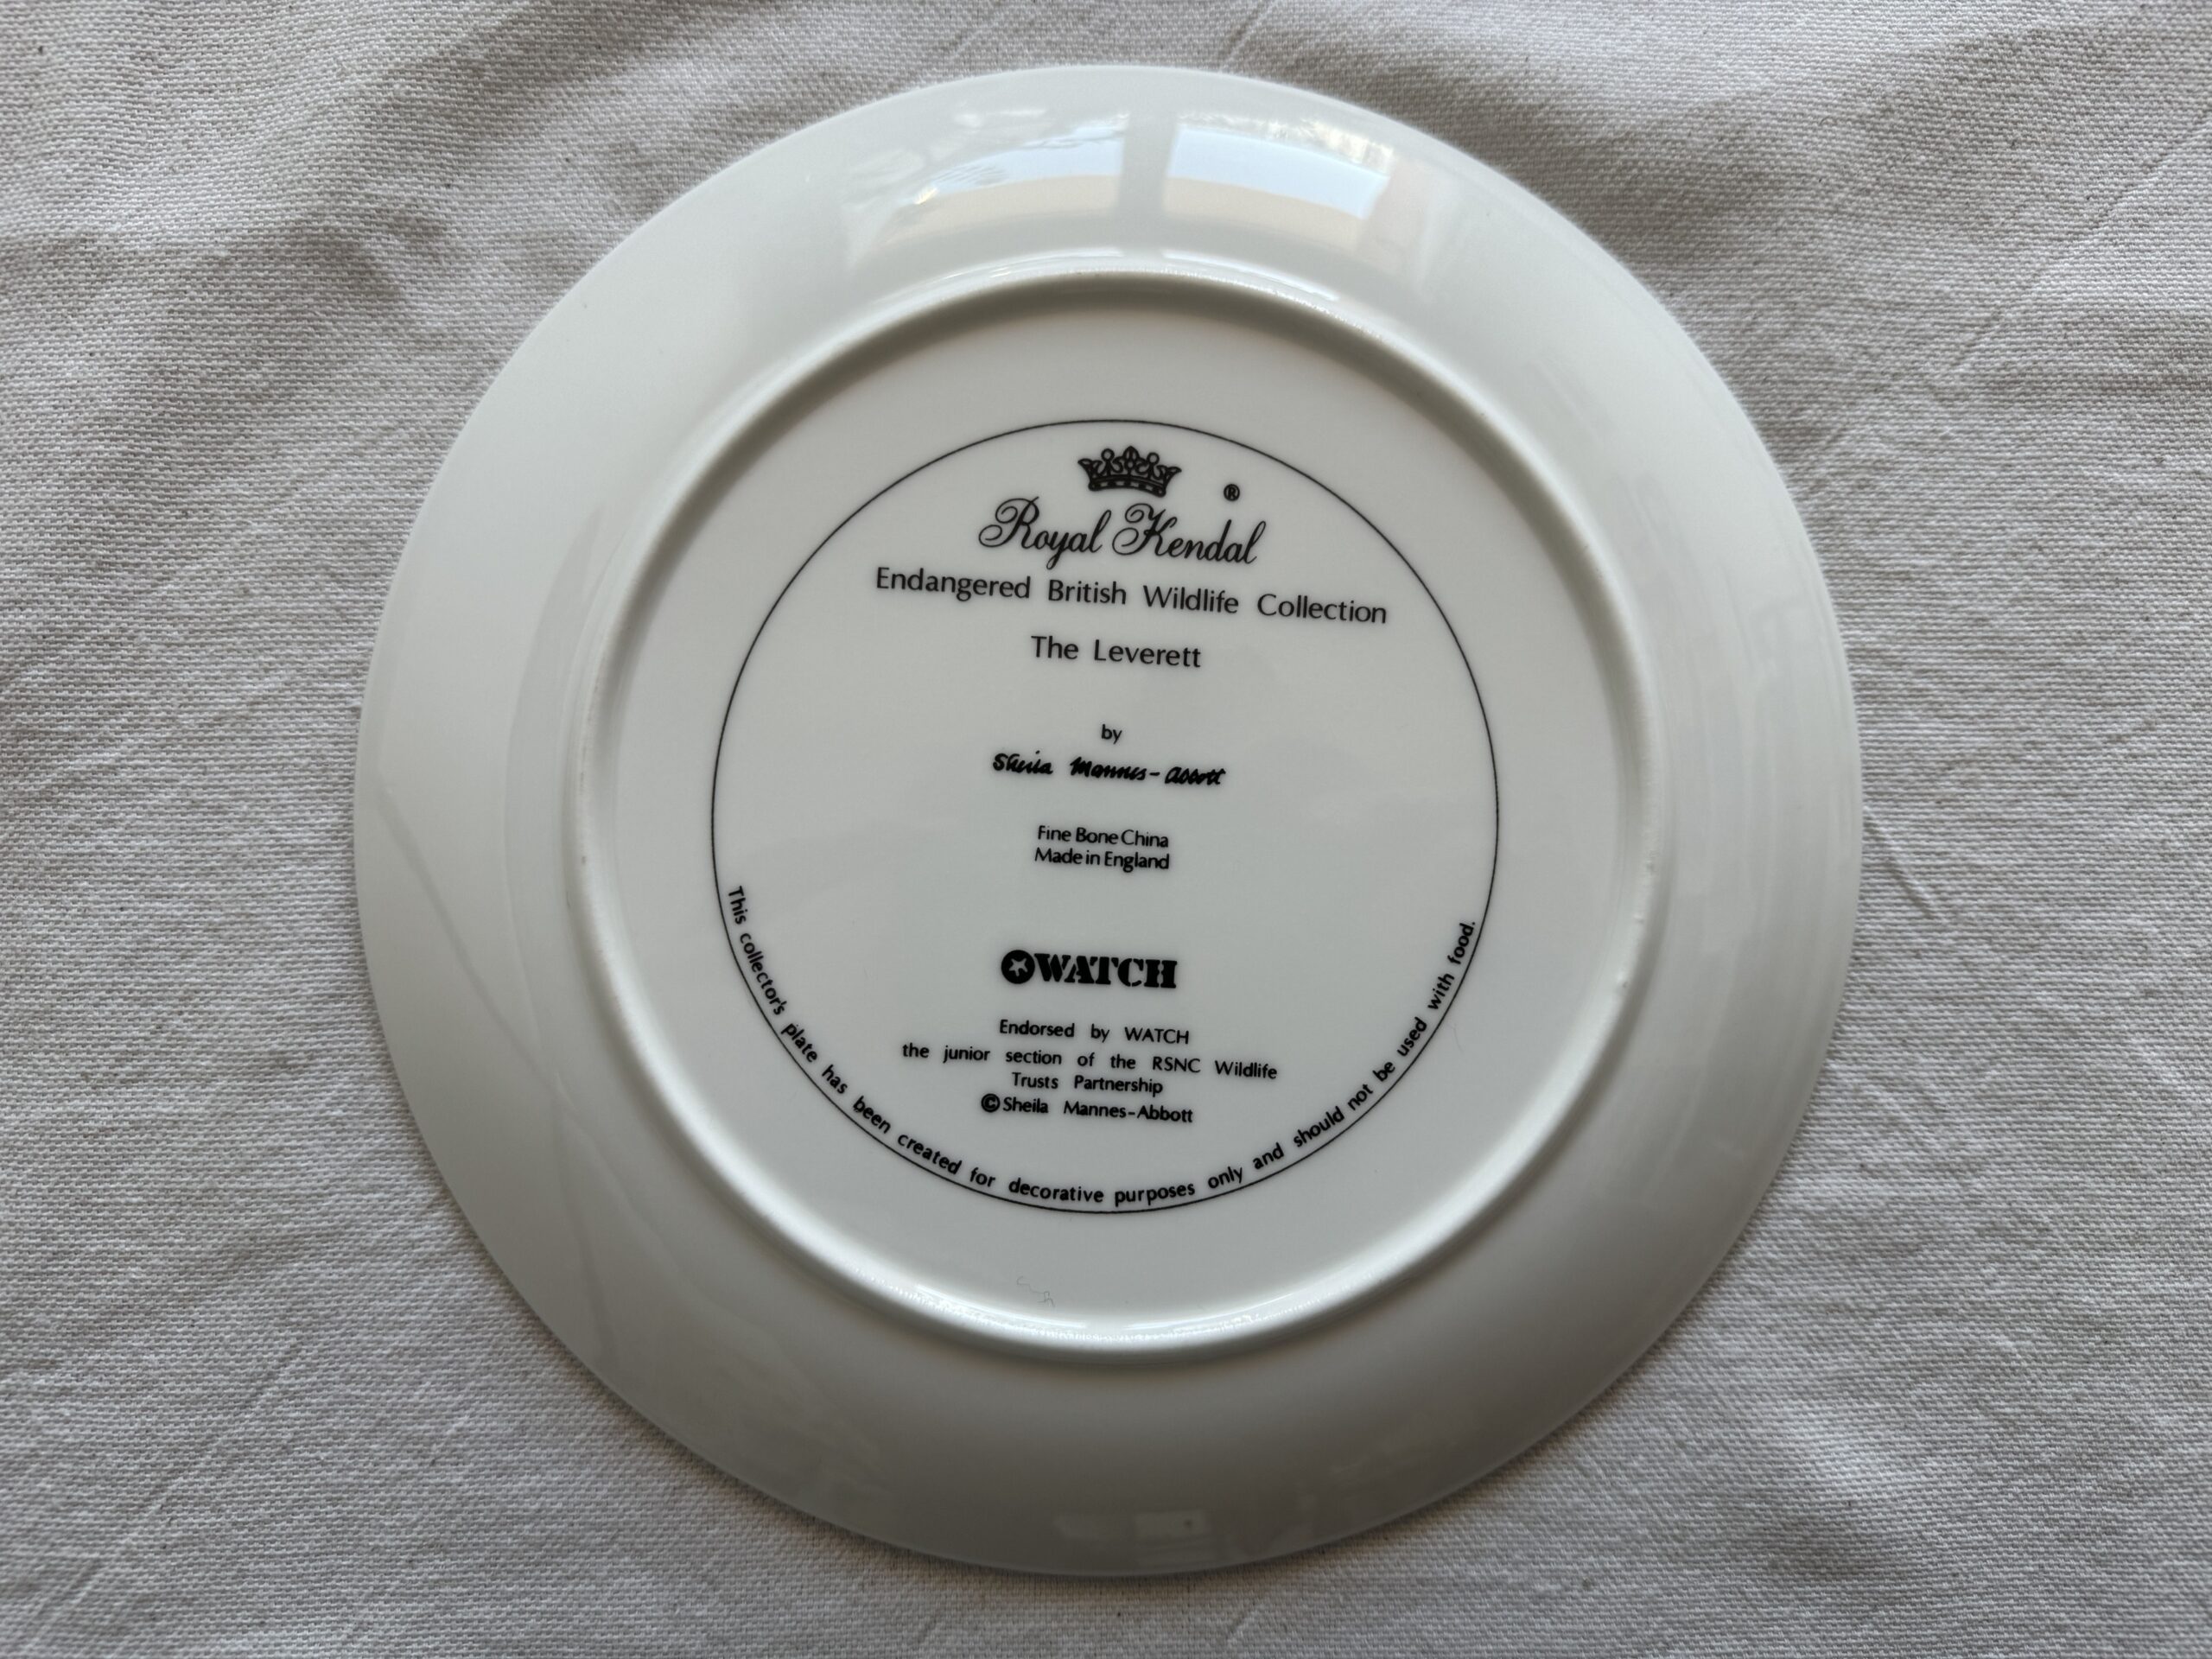 ®
Royal Kendal
Endangered British Wildlife Collection
The Leverett
by
Sheila Mannes-Abbott
Fine Bone China
Made in England
WATCH
Endorsed by WATCH
the junior section of the RSNC Wildlife
Trusts Partnership
©Sheila Mannes-Abbott
This collector's plate has been created for decorative purposes only and should not be used with food.